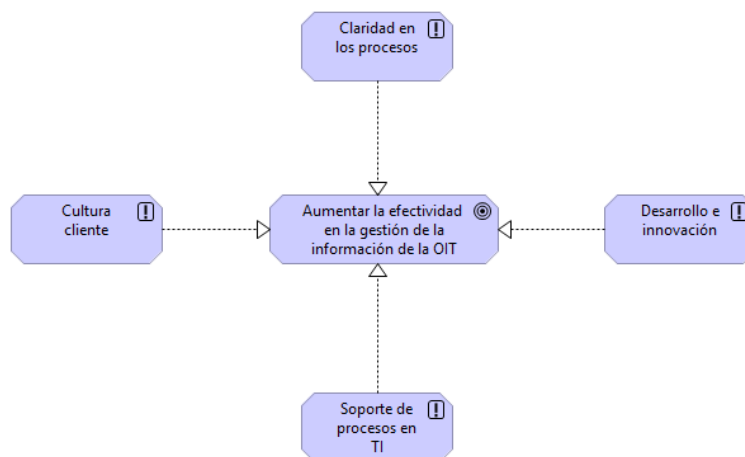 Claridad en
los procesos
Cultura
cliente
Aumentar la efectividad
en la gestión de la
información de la OIT
Desarrollo e
innovación
Soporte de
procesos en
TI